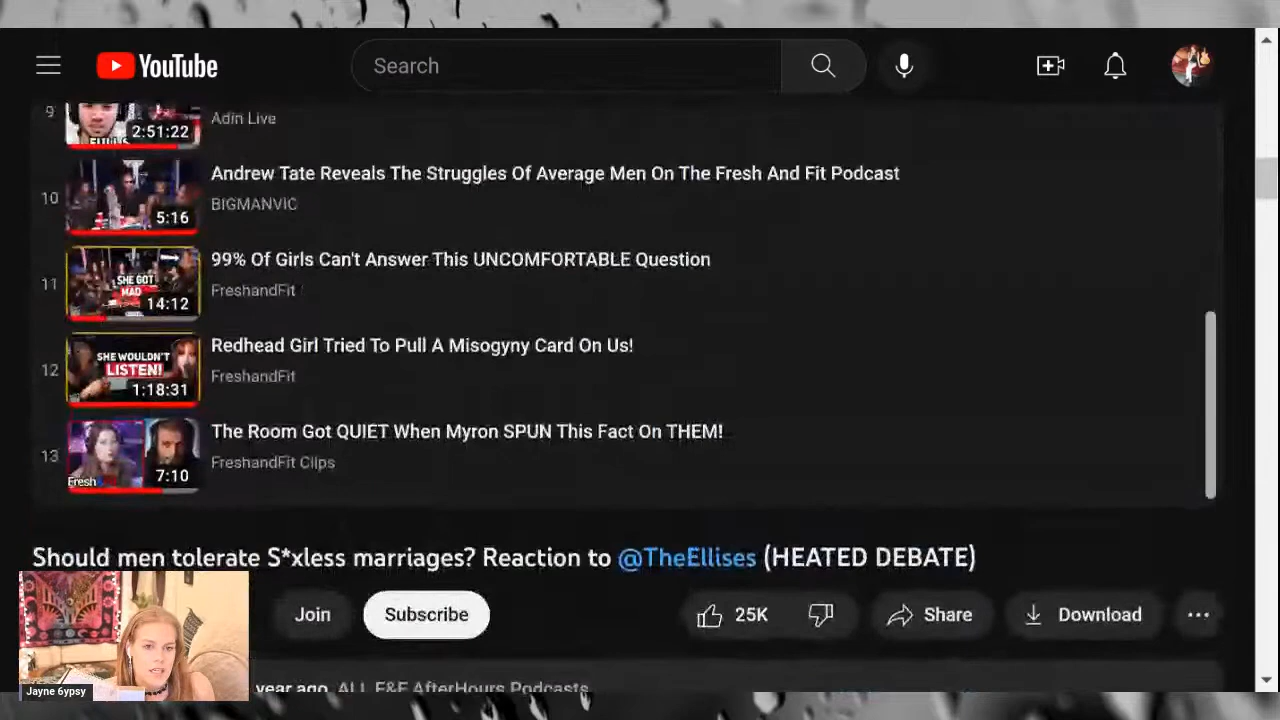 YouTube
Search
9
2:51:22
Adin Live
10
5:16
Andrew Tate Reveals The Struggles Of Average Men On The Fresh And Fit Podcast
BIGMANVIC
11
SHE GOT
MAD
14:12
99% Of Girls Can't Answer This UNCOMFORTABLE Question
FreshandFit
12
SHE WOULDN'T
LISTEN!
1:18:31
Redhead Girl Tried To Pull A Misogyny Card On Us!
FreshandFit
13
Fresh
7:10
The Room Got QUIET When Myron SPUN This Fact On THEM!
FreshandFit Clips
Should men tolerate S*xless marriages? Reaction to @TheEllises (HEATED DEBATE)
Join
Subscribe
25K
Share
Download
year ago ALL F&F AfterHours Podcasts
Jayne 6ypsy